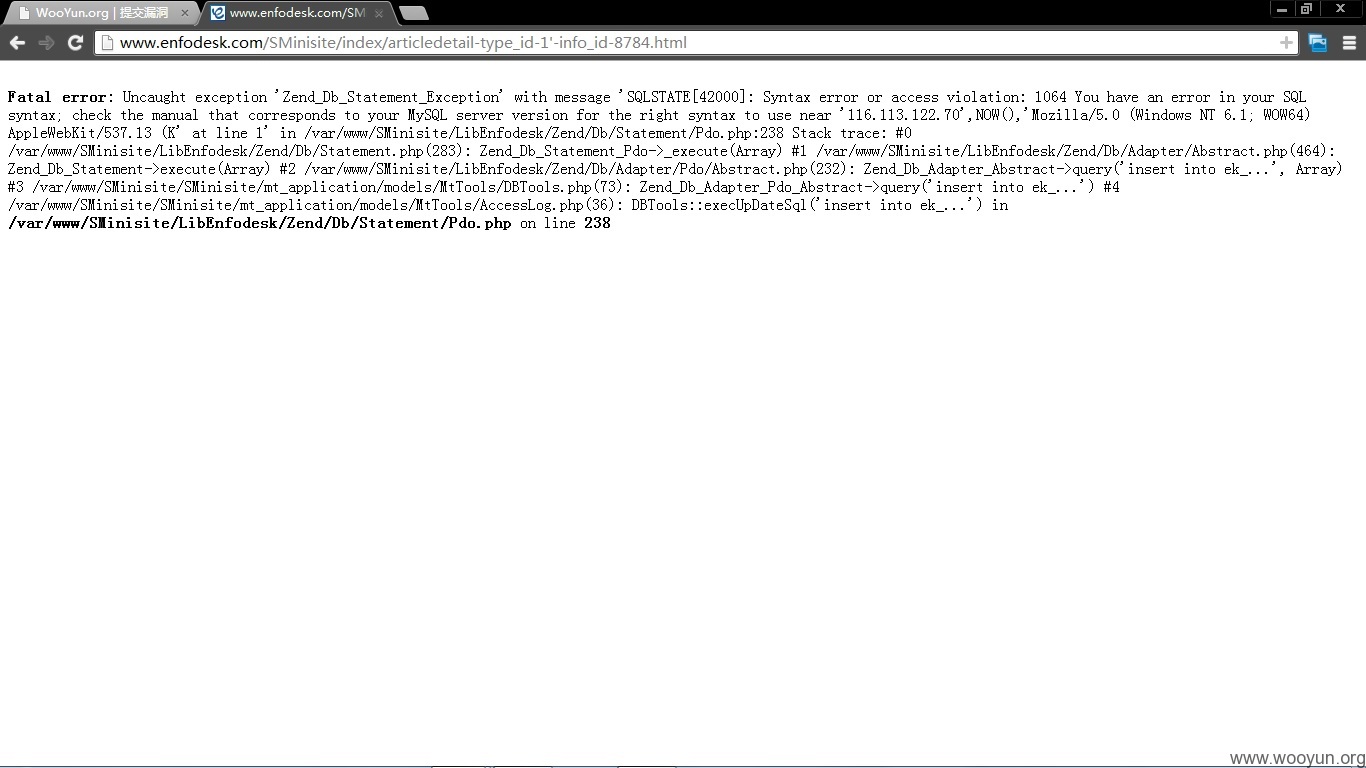 WooYun.org | 提交漏洞
www.enfodesk.com/SM
www.enfodesk.com/SMinisite/index/articledetail-type_id-1'-info_id-8784.html
Fatal error: Uncaught exception 'Zend_Db_Statement_Exception' with message 'SQLSTATE[42000]: Syntax error or access violation: 1064 You have an error in your SQL
syntax; check the manual that corresponds to your MySQL server version for the right syntax to use near '116.113.122.70',NOW(),'Mozilla/5.0 (Windows NT 6.1; WOW64)
AppleWebKit/537.13 (K' at line 1' in /var/www/SMinisite/LibEnfodesk/Zend/Db/Statement/Pdo.php:238 Stack trace: #0
/var/www/SMinisite/LibEnfodesk/Zend/Db/Statement.php(283): Zend_Db_Statement_Pdo->_execute(Array) #1 /var/www/SMinisite/LibEnfodesk/Zend/Db/Adapter/Abstract.php(464):
Zend_Db_Statement->execute(Array) #2 /var/www/SMinisite/LibEnfodesk/Zend/Db/Adapter/Pdo/Abstract.php(232): Zend_Db_Adapter_Abstract->query('insert into ek_...', Array)
#3 /var/www/SMinisite/SMinisite/mt_application/models/MtTools/DBTools.php(73): Zend_Db_Adapter_Pdo_Abstract->query('insert into ek_...') #4
/var/www/SMinisite/SMinisite/mt_application/models/MtTools/AccessLog.php(36): DBTools::execUpDateSql('insert into ek_...') in
/var/www/SMinisite/LibEnfodesk/Zend/Db/Statement/Pdo.php on line 238
www.wooyun.org